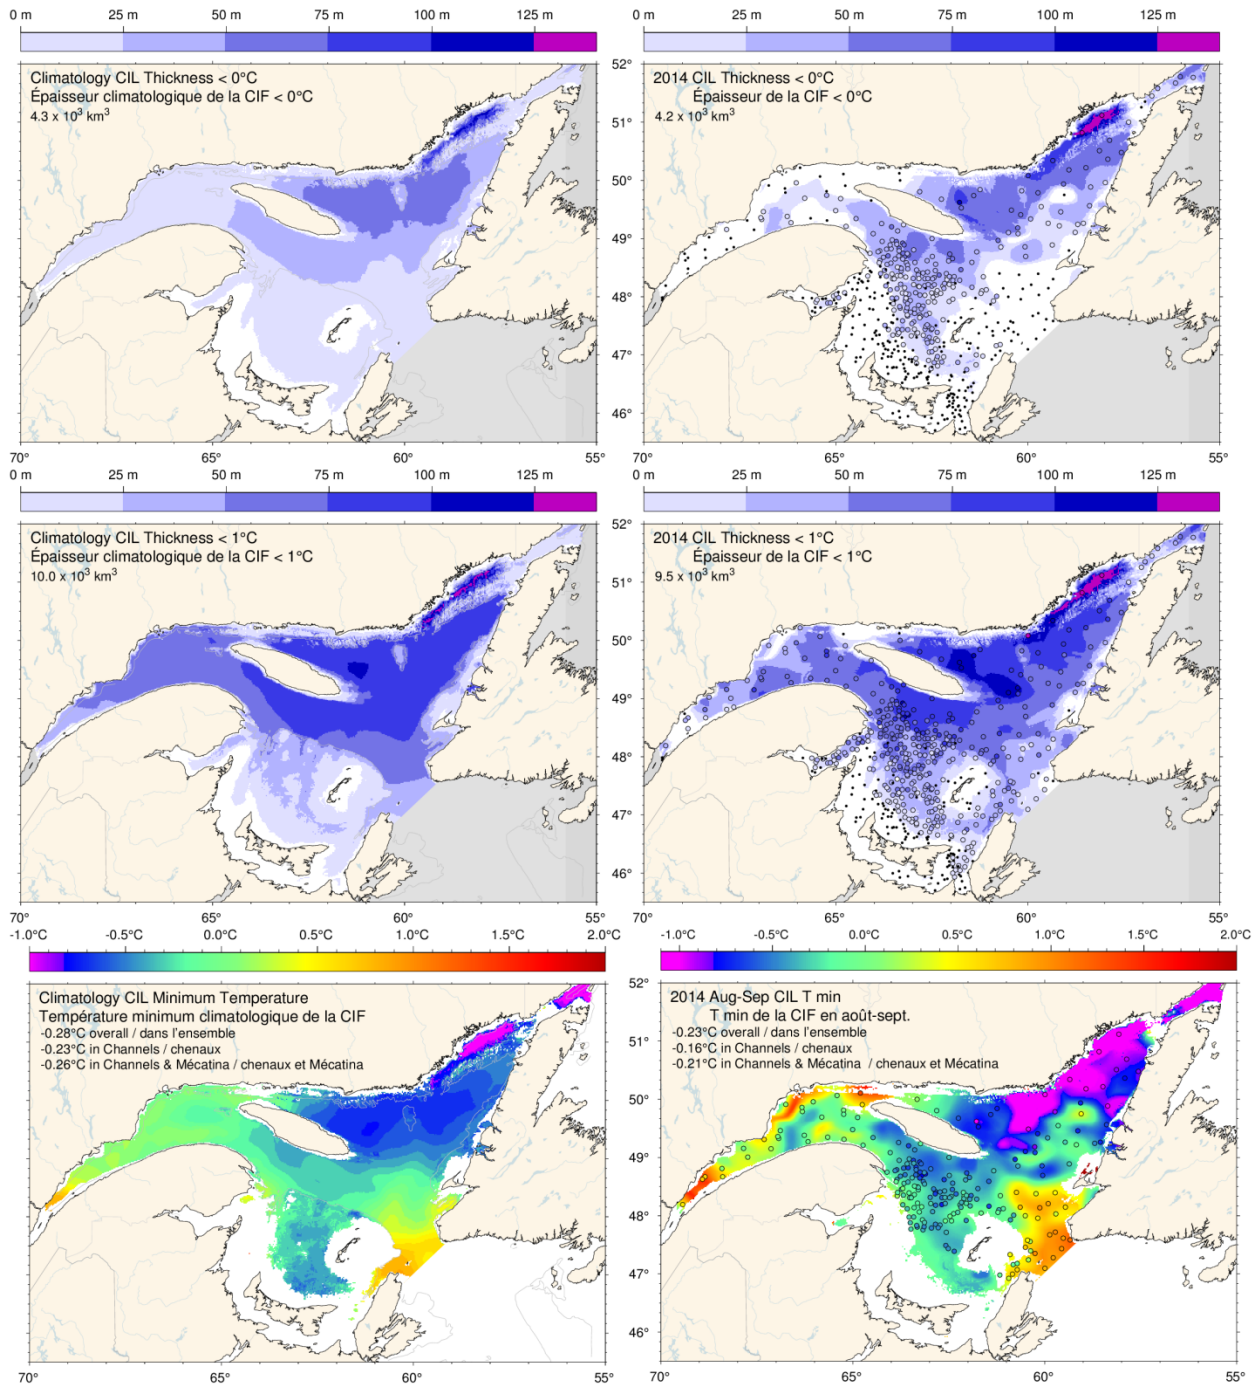 0 m 25 m 50 m 75 m 100 m 125 m
Climatology CIL Thickness < 0°C
Épaisseur climatologique de la CIF < 0°C
4.3 x 10³ km³
70° 65° 60° 55°
0 m 25 m 50 m 75 m 100 m 125 m
2014 CIL Thickness < 0°C
Épaisseur de la CIF < 0°C
4.2 x 10³ km³
52°
51°
50°
49°
48°
47°
46°
70° 65° 60° 55°
0 m 25 m 50 m 75 m 100 m 125 m
Climatology CIL Thickness < 1°C
Épaisseur climatologique de la CIF < 1°C
10.0 x 10³ km³
70° 65° 60° 55°
0 m 25 m 50 m 75 m 100 m 125 m
2014 CIL Thickness < 1°C
Épaisseur de la CIF < 1°C
9.5 x 10³ km³
52°
51°
50°
49°
48°
47°
46°
70° 65° 60° 55°
-1.0°C -0.5°C 0.0°C 0.5°C 1.0°C 1.5°C 2.0°C
Climatology CIL Minimum Temperature
Température minimum climatologique de la CIF
-0.28°C overall / dans l'ensemble
-0.23°C in Channels / chenaux
-0.26°C in Channels & Mécatina / chenaux et Mécatina
70° 65° 60° 55°
-1.0°C -0.5°C 0.0°C 0.5°C 1.0°C 1.5°C 2.0°C
2014 Aug-Sep CIL T min
T min de la CIF en août-sept.
-0.23°C overall / dans l'ensemble
-0.16°C in Channels / chenaux
-0.21°C in Channels & Mécatina / chenaux et Mécatina
52°
51°
50°
49°
48°
47°
46°
70° 65° 60° 55°